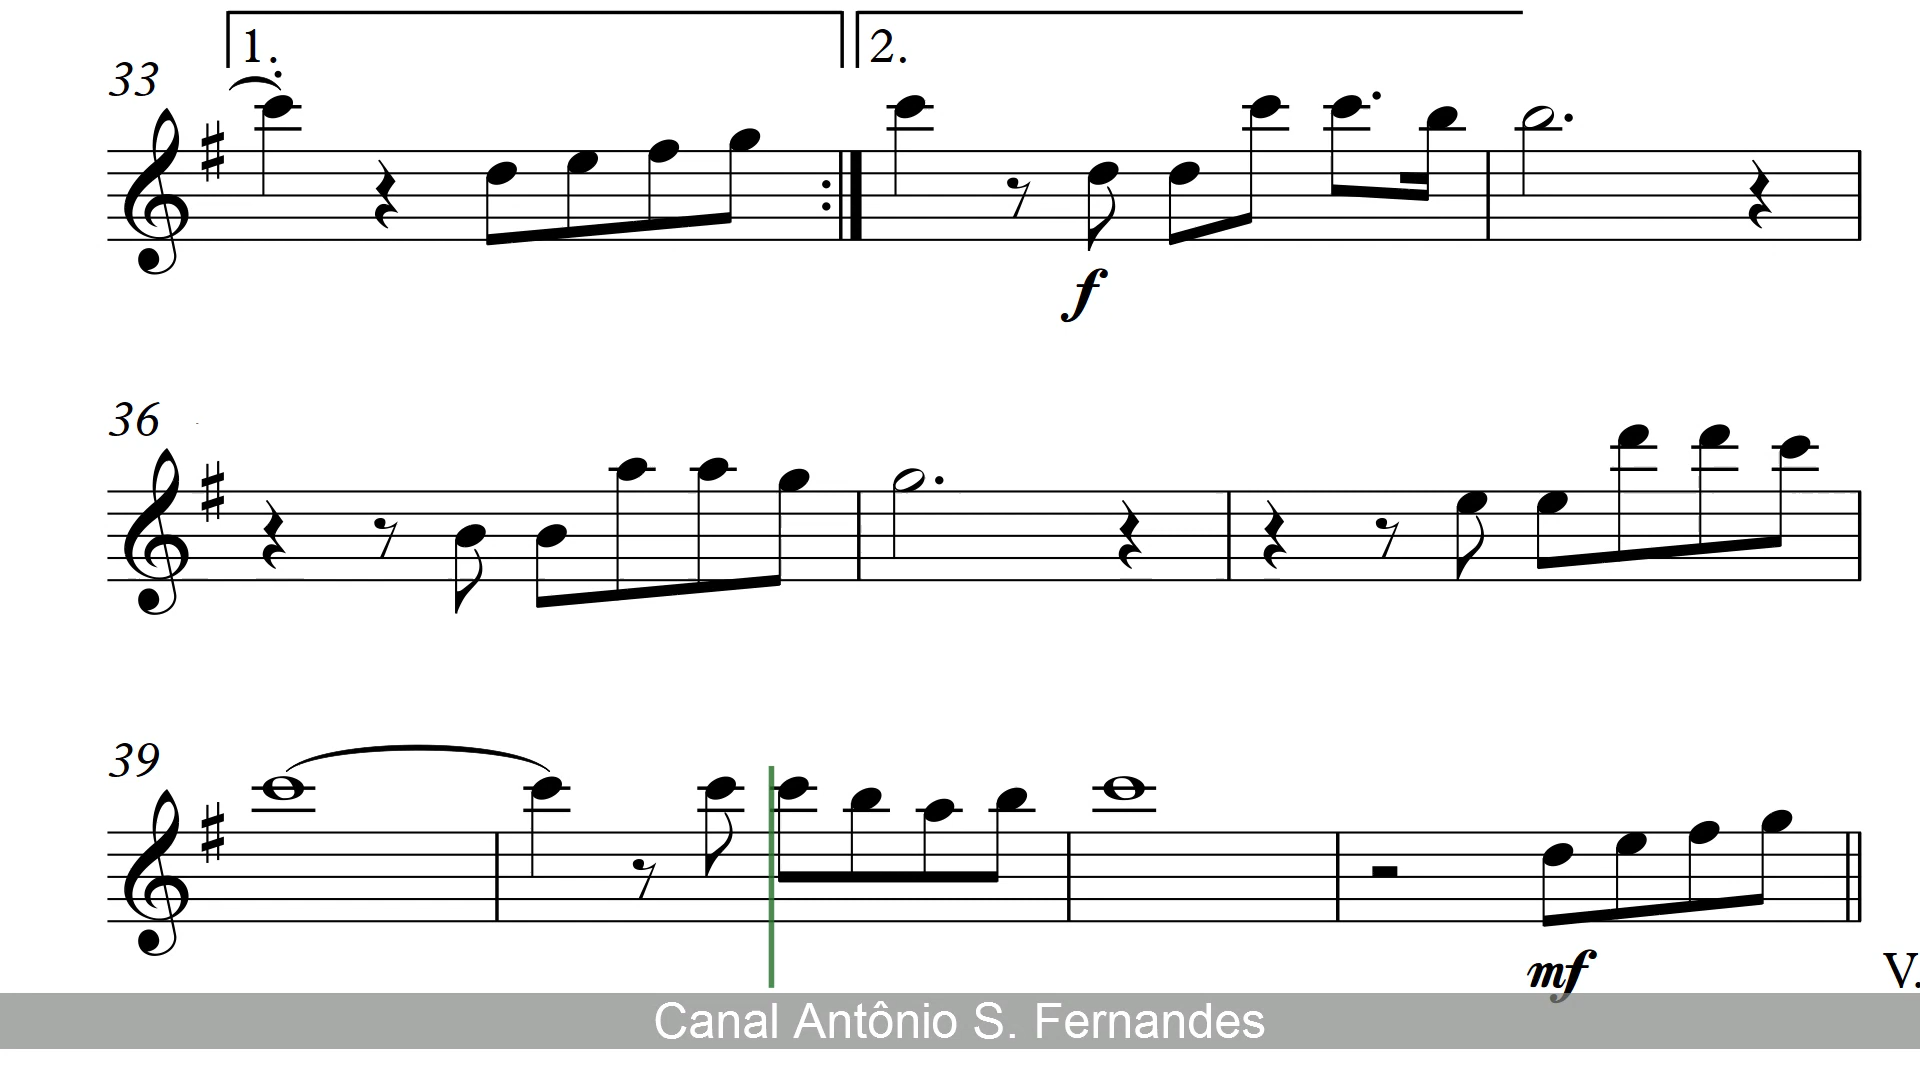 1. 2.
33
f
36
39
mf
V.
Canal Antônio S. Fernandes